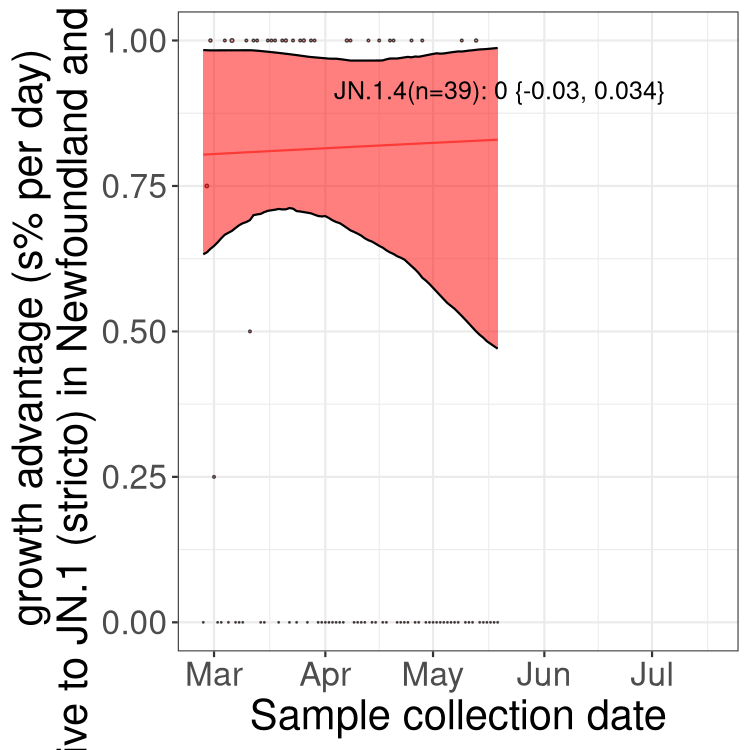 growth advantage (s% per day)
ive to JN.1 (stricto) in Newfoundland and
1.00
0.75
0.50
0.25
0.00
JN.1.4(n=39): 0 {-0.03, 0.034}
Mar Apr May Jun Jul
Sample collection date